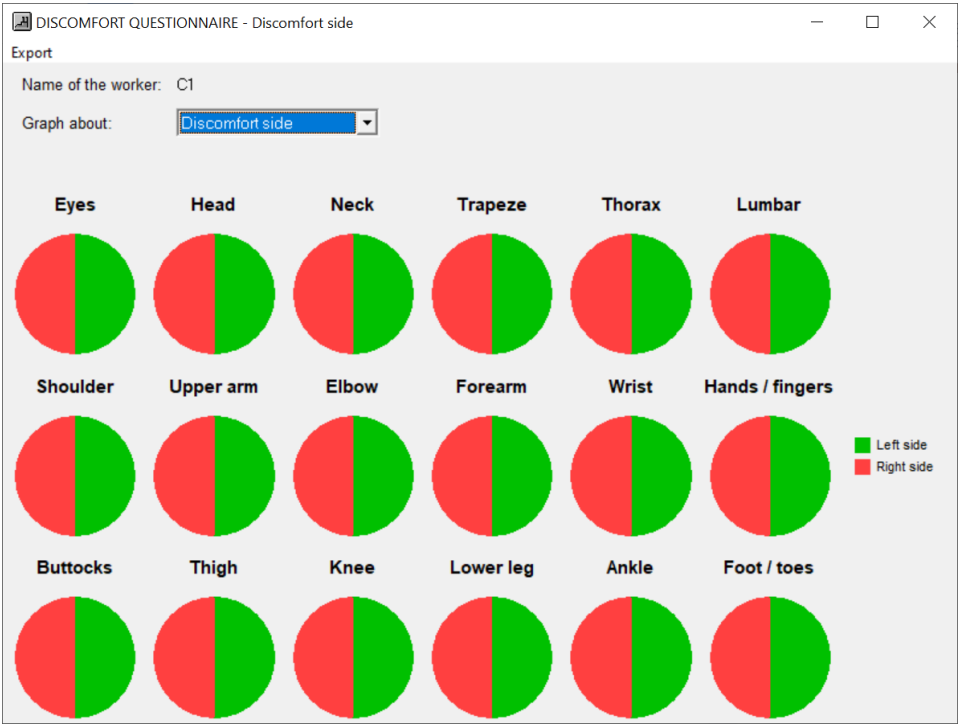 DISCOMFORT QUESTIONNAIRE - Discomfort side
Export
Name of the worker: C1
Graph about: Discomfort side
Eyes Head Neck Trapeze Thorax Lumbar
Shoulder Upper arm Elbow Forearm Wrist Hands / fingers
Left side
Right side
Buttocks Thigh Knee Lower leg Ankle Foot / toes